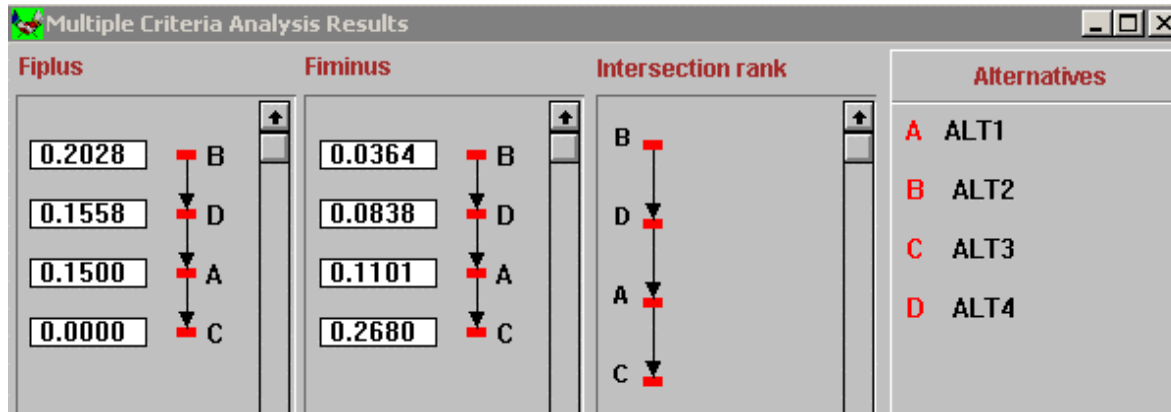 Multiple Criteria Analysis Results
Fiplus
0.2028 B
0.1558 D
0.1500 A
0.0000 C
Fiminus
0.0364 B
0.0838 D
0.1101 A
0.2680 C
Intersection rank
B
D
A
C
Alternatives
A ALT1
B ALT2
C ALT3
D ALT4